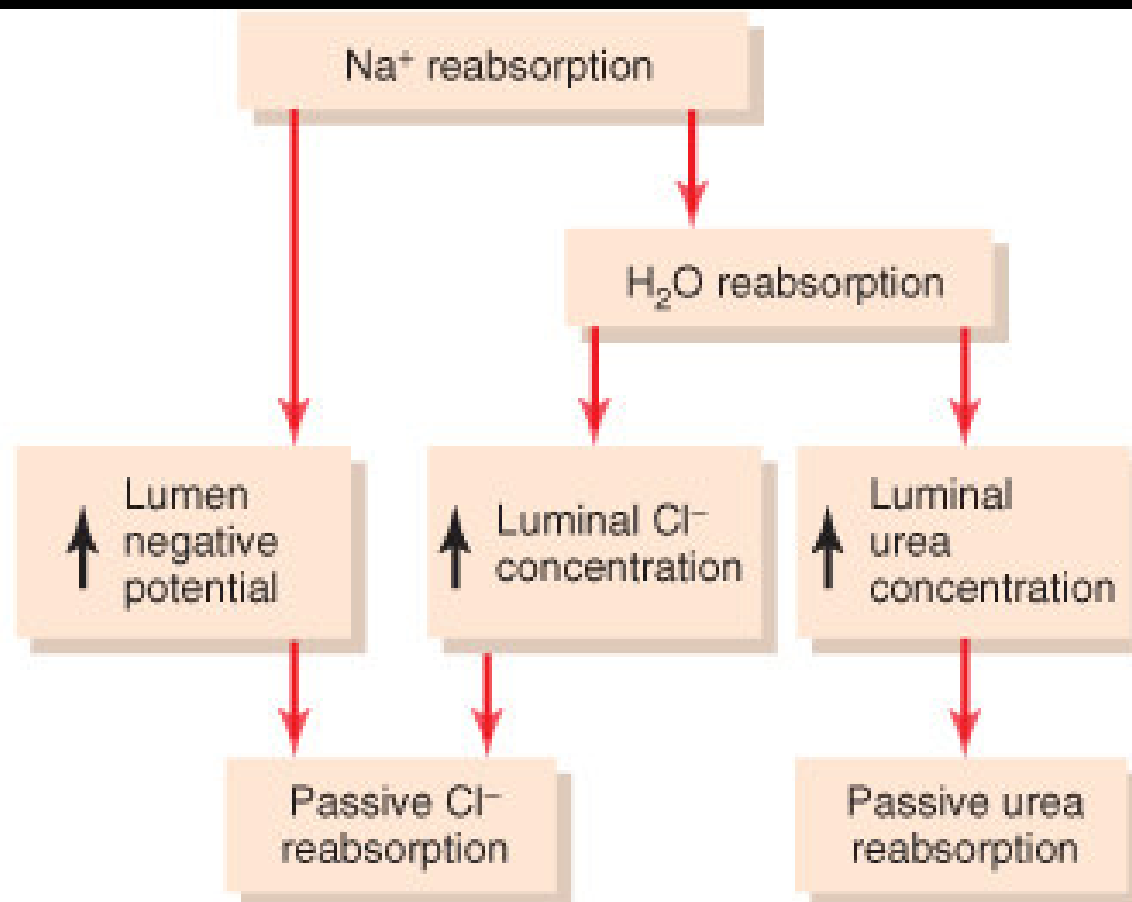 Na⁺ reabsorption
H₂O reabsorption
Lumen
negative
potential
Luminal Cl⁻
concentration
Luminal
urea
concentration
Passive Cl⁻
reabsorption
Passive urea
reabsorption